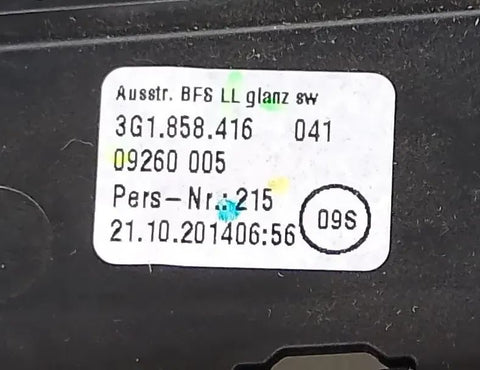 Ausstr. BFS LL glanz sw
3G1.858.416 041
09260 005
Pers-Nr.: 215
21.10.201406:56
09S